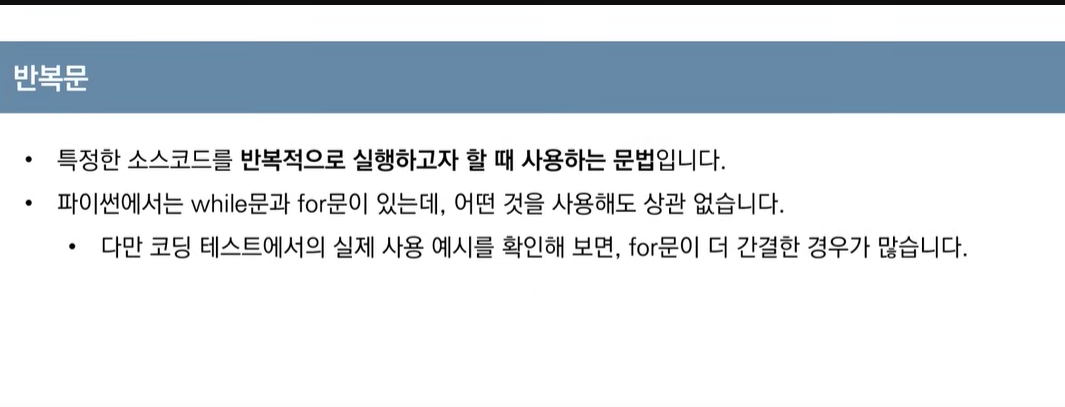 반복문
• 특정한 소스코드를 반복적으로 실행하고자 할 때 사용하는 문법입니다.
• 파이썬에서는 while문과 for문이 있는데, 어떤 것을 사용해도 상관 없습니다.
• 다만 코딩 테스트에서의 실제 사용 예시를 확인해 보면, for문이 더 간결한 경우가 많습니다.